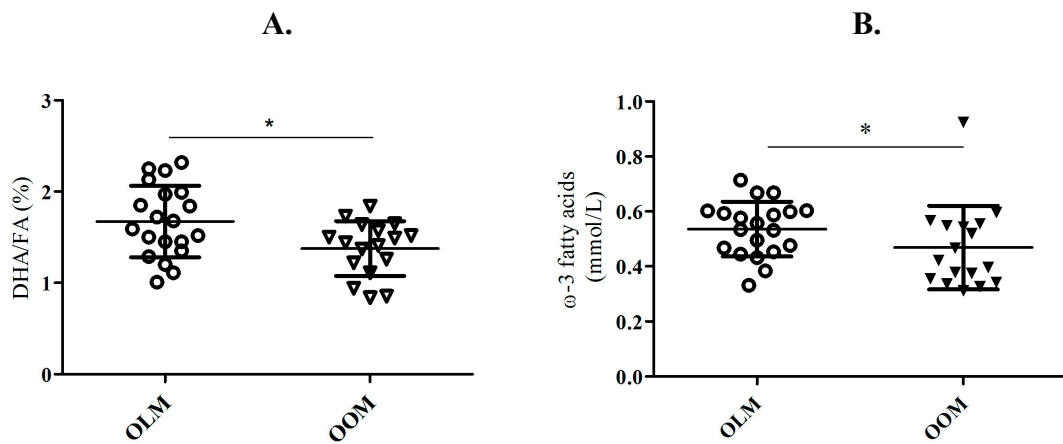 A.
DHA/FA (%)
3
2
1
0
*
OLM
OOM
B.
ω-3 fatty acids
(mmol/L)
1.0
0.8
0.6
0.4
0.2
0.0
*
OLM
OOM